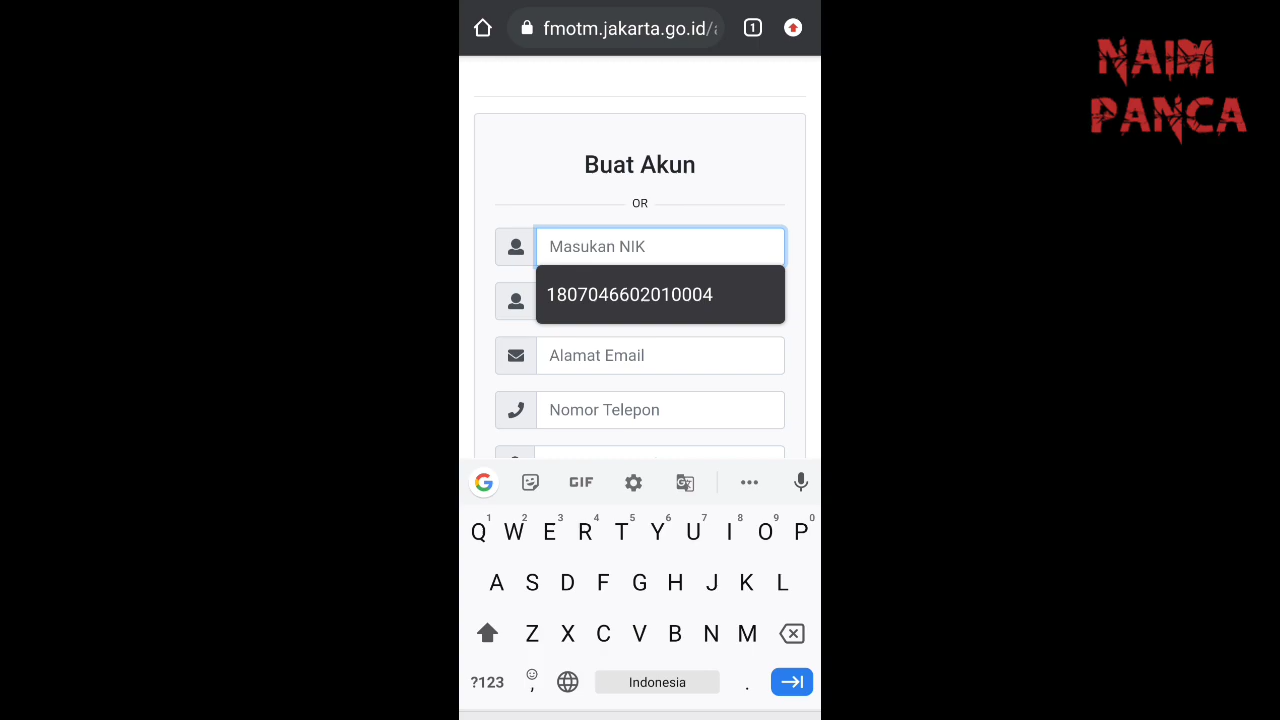 fmotm.jakarta.go.id/
1
NAIM
PANCA
Buat Akun
OR
Masukan NIK
1807046602010004
Alamat Email
Nomor Telepon
G GIF G
1 2 3 4 5 6 7 8 9 0
Q W E R T Y U I O P
A S D F G H J K L
Z X C V B N M
?123 , Indonesia .